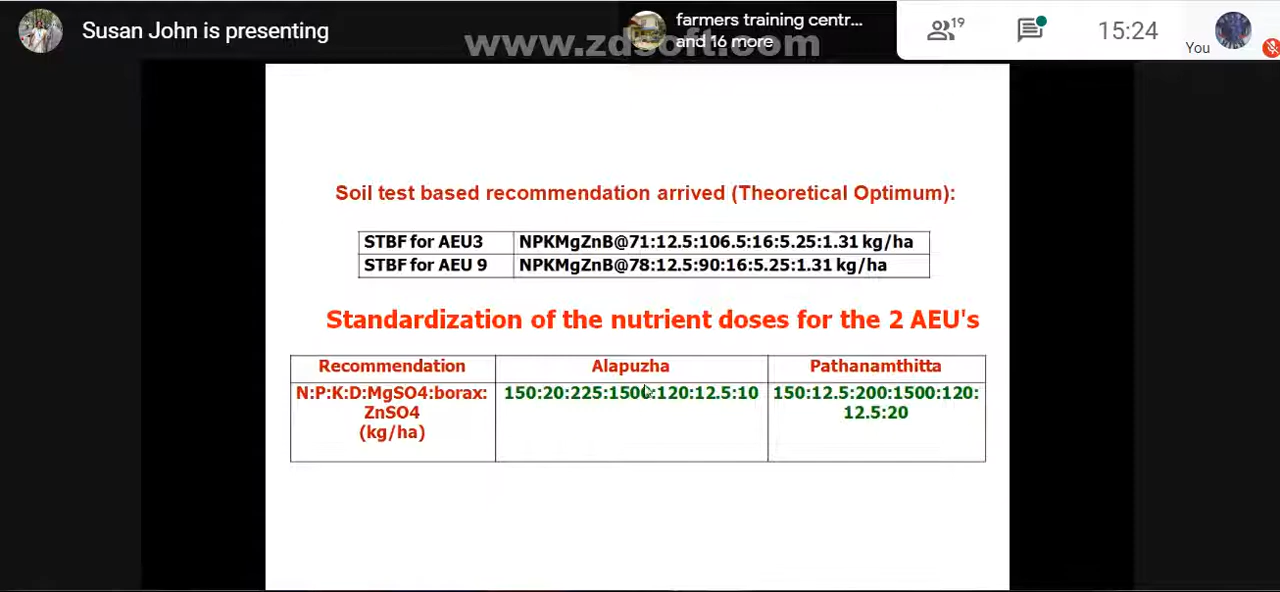 Susan John is presenting
farmers training centr...
and 16 more
19
15:24
You
www.zdsoft.com
Soil test based recommendation arrived (Theoretical Optimum):
STBF for AEU3 NPKMgZnB@71:12.5:106.5:16:5.25:1.31 kg/ha
STBF for AEU 9 NPKMgZnB@78:12.5:90:16:5.25:1.31 kg/ha
Standardization of the nutrient doses for the 2 AEU's
Recommendation Alapuzha Pathanamthitta
N:P:K:D:MgSO4:borax: 150:20:225:1500:120:12.5:10 150:12.5:200:1500:120:
ZnSO4 12.5:20
(kg/ha)